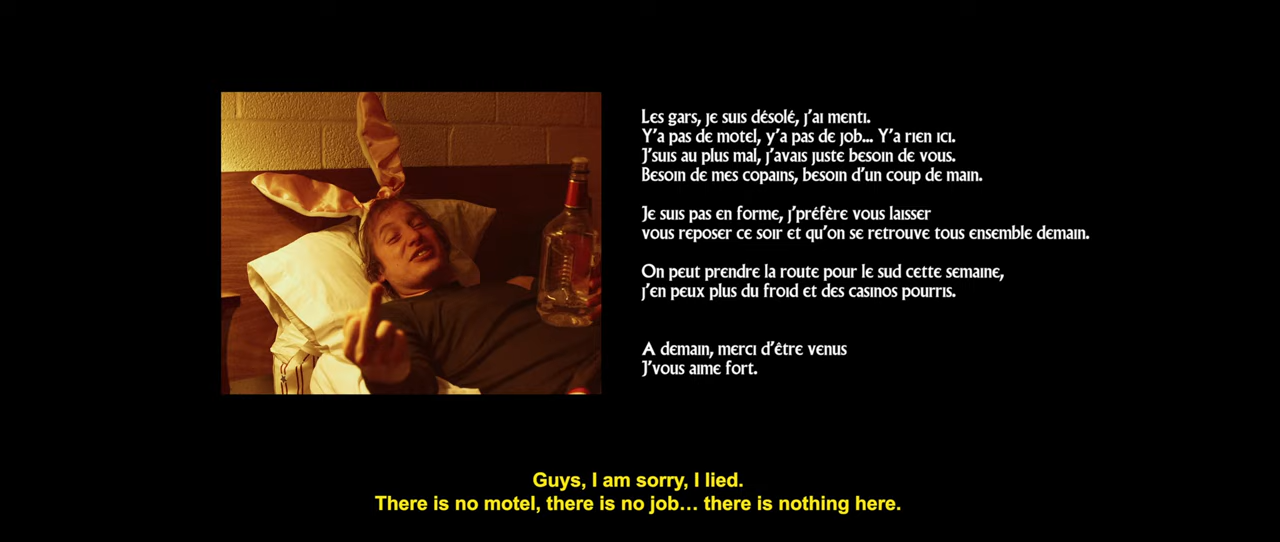 Les gars, je suis désolé, j'ai menti.
Y'a pas de motel, y'a pas de job... Y'a rien ici.
J'suis au plus mal, j'avais juste besoin de vous.
Besoin de mes copains, besoin d'un coup de main.
Je suis pas en forme, j'préfère vous laisser
vous reposer ce soir et qu'on se retrouve tous ensemble demain.
On peut prendre la route pour le sud cette semaine,
j'en peux plus du froid et des casinos pourris.
A demain, merci d'être venus
J'vous aime fort.
Guys, I am sorry, I lied.
There is no motel, there is no job... there is nothing here.